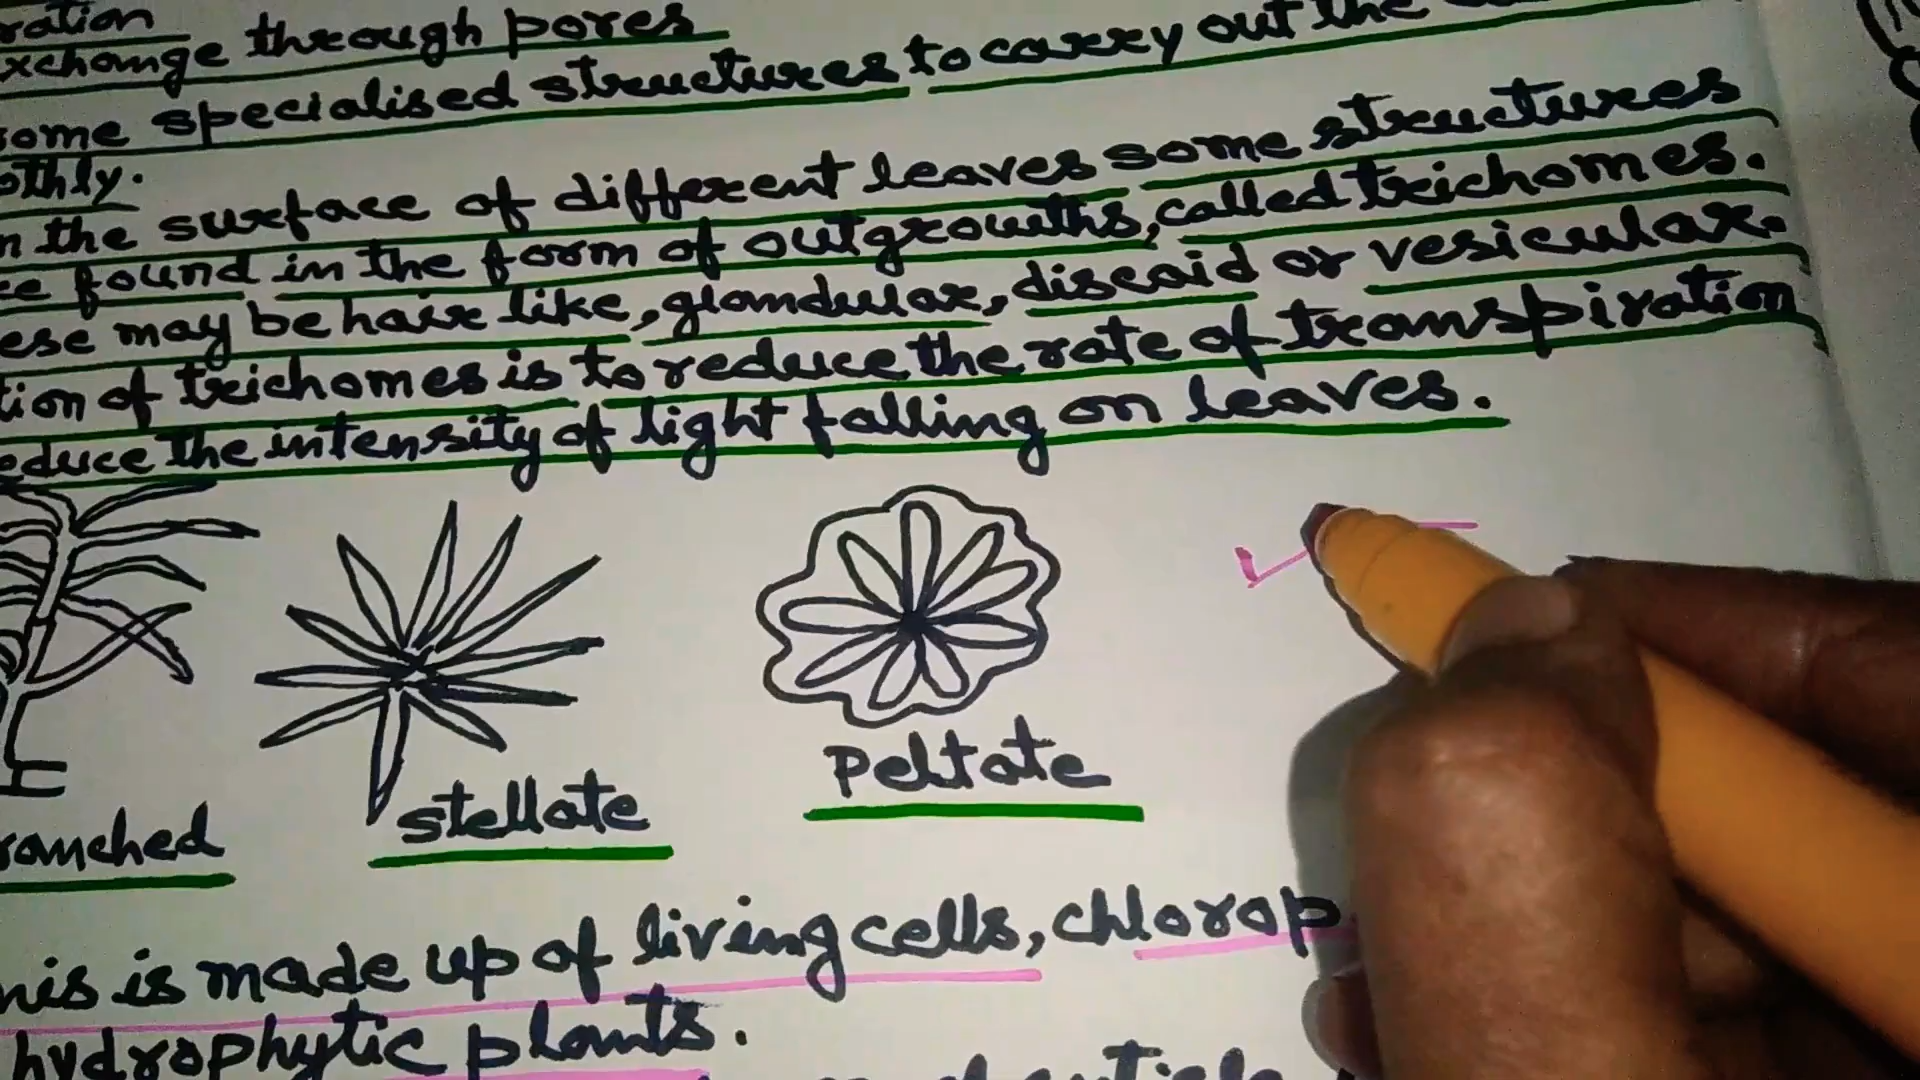 ration
xchange through pores
some specialised structures to carry out the
othly.
n the surface of different leaves some structures
re found in the form of outgrowths, called trichomes.
ese may be hair like, glandular, discoid or vesicular.
tion of trichomes is to reduce the rate of transpiration
educe the intensity of light falling on leaves.
ranched
stellate
Peltate
his is made up of living cells, chlorop
hydrophytic plants.